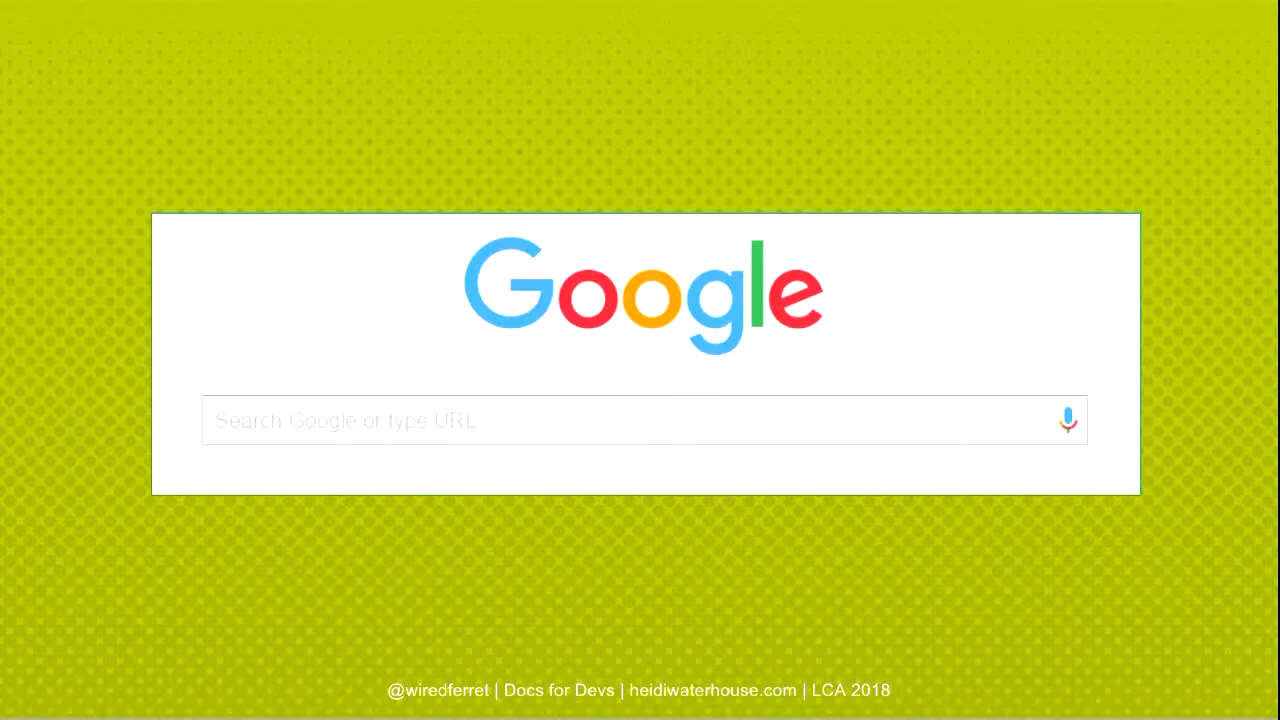 Google
Search Google or type URL
@wiredferret | Docs for Devs | heidiwaterhouse.com | LCA 2018